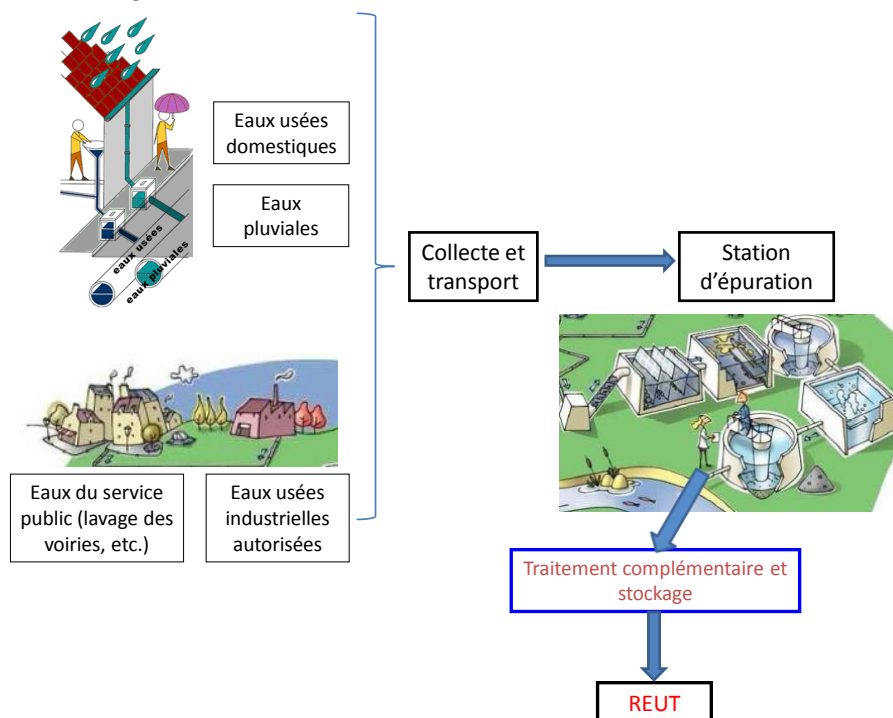 Eaux usées
domestiques
Eaux
pluviales
eaux usées
eaux pluviales
Collecte et
transport
Station
d'épuration
Eaux du service
public (lavage des
voiries, etc.)
Eaux usées
industrielles
autorisées
Traitement complémentaire et
stockage
REUT